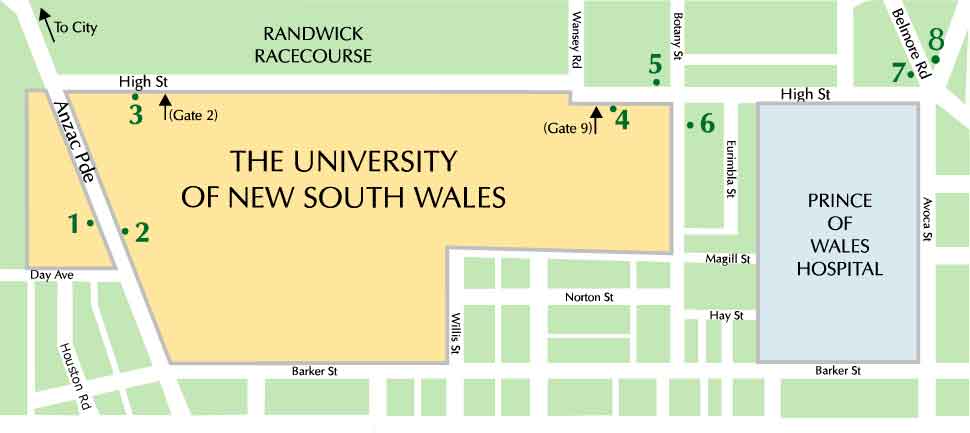 To City
RANDWICK
RACECOURSE
Wansey Rd
Botany St
Belmore Rd
8
5
7
High St
3
(Gate 2)
(Gate 9)
4
6
High St
Anzac Pde
THE UNIVERSITY
OF NEW SOUTH WALES
Eurimbla St
PRINCE
OF
WALES
HOSPITAL
Avoca St
1
2
Day Ave
Magill St
Norton St
Hay St
Willis St
Houston Rd
Barker St
Barker St